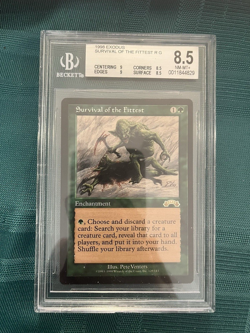 BECKETT
1998 EXODUS
SURVIVAL OF THE FITTEST R G
CENTERING 9 CORNERS 8.5
EDGES 9 SURFACE 8.5
8.5
NM-MT+
Survival of the Fittest
Enchantment
, Choose and discard a creature
card: Search your library for a
creature card, reveal that card to all
players, and put it into your hand.
Shuffle your library afterwards.
Illus. Pete Venters